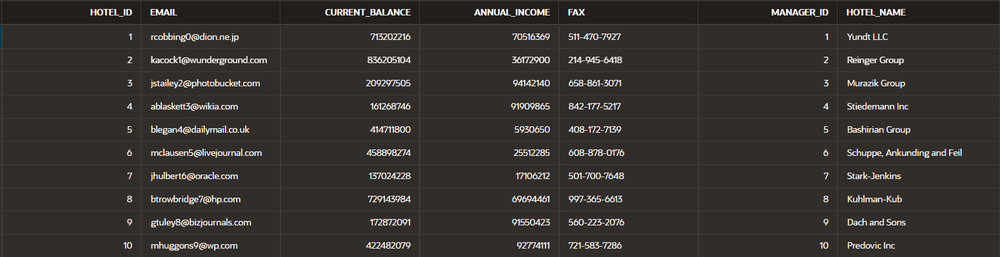 HOTEL_ID EMAIL CURRENT_BALANCE ANNUAL_INCOME FAX MANAGER_ID HOTEL_NAME
1 rcobbing0@dion.ne.jp 713202216 70516369 511-470-7927 1 Yundt LLC
2 kacock1@wunderground.com 836205104 36172900 214-945-6418 2 Reinger Group
3 jstailey2@photobucket.com 209297505 94142140 658-861-3071 3 Murazik Group
4 ablaskett3@wikia.com 161268746 91909865 842-177-5217 4 Stiedemann Inc
5 blegan4@dailymail.co.uk 414711800 5930650 408-172-7139 5 Bashirian Group
6 mclausen5@livejournal.com 458898274 25512285 608-878-0176 6 Schuppe, Ankunding and Feil
7 jhulbert6@oracle.com 137024228 17106212 501-700-7648 7 Stark-Jenkins
8 btrowbridge7@hp.com 729143984 69694461 997-365-6613 8 Kuhlman-Kub
9 gtuley8@bizjournals.com 172872091 91550423 560-223-2076 9 Dach and Sons
10 mhuggons9@wp.com 422482079 92774111 721-583-7286 10 Predovic Inc